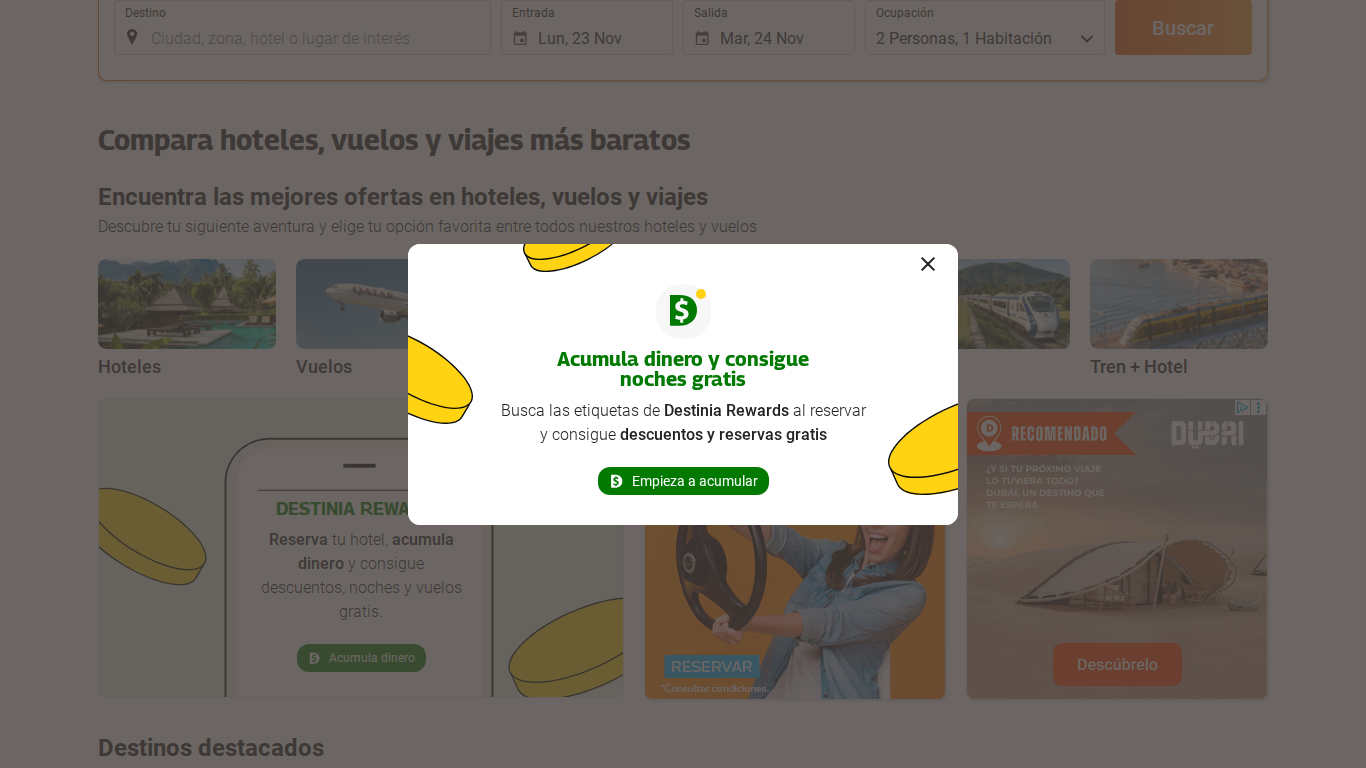 Destino
Entrada
Salida
Ocupación
Ciudad, zona, hotel o lugar de interés
Lun, 23 Nov
Mar, 24 Nov
2 Personas, 1 Habitación
Buscar
Compara hoteles, vuelos y viajes más baratos
Encuentra las mejores ofertas en hoteles, vuelos y viajes
Descubre tu siguiente aventura y elige tu opción favorita entre todos nuestros hoteles y vuelos
QATAR
Hoteles
Vuelos
Tren + Hotel
Acumula dinero y consigue
noches gratis
Busca las etiquetas de Destinia Rewards al reservar
y consigue descuentos y reservas gratis
Empieza a acumular
DESTINIA REWA
Reserva tu hotel, acumula
dinero y consigue
descuentos, noches y vuelos
gratis.
Acumula dinero
RESERVAR
*Consultar condiciones.
RECOMENDADO
DUBAI
¿Y SI TU PRÓXIMO VIAJE
LO TUVIERA TODO?
DUBÁI, UN DESTINO QUE
TE ESPERA
Descúbrelo
Destinos destacados